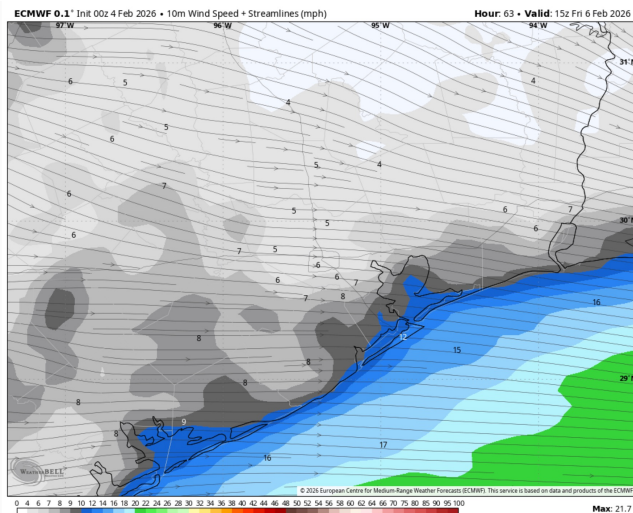 ECMWF 0.1° Init 00z 4 Feb 2026 • 10m Wind Speed + Streamlines (mph)
Hour: 63 • Valid: 15z Fri 6 Feb 2026
97°W 96°W 95°W 94°W
31°N
6 5 4
4
5
6
5 4
7
6
5 6 7
5 30°N
6 6
7 5
6
6 6 7
7 8
16
8 12
15
8 29°N
8
8
8
9
8
17
16
WeatherBELL
© 2026 European Centre for Medium-Range Weather Forecasts (ECMWF). This service is based on data and products of the ECMWF
0 4 6 7 8 9 10 12 14 16 18 20 22 24 26 28 30 32 34 36 38 40 42 44 46 48 50 52 54 56 58 60 65 70 75 80 85 90 95 100
Max: 21.7